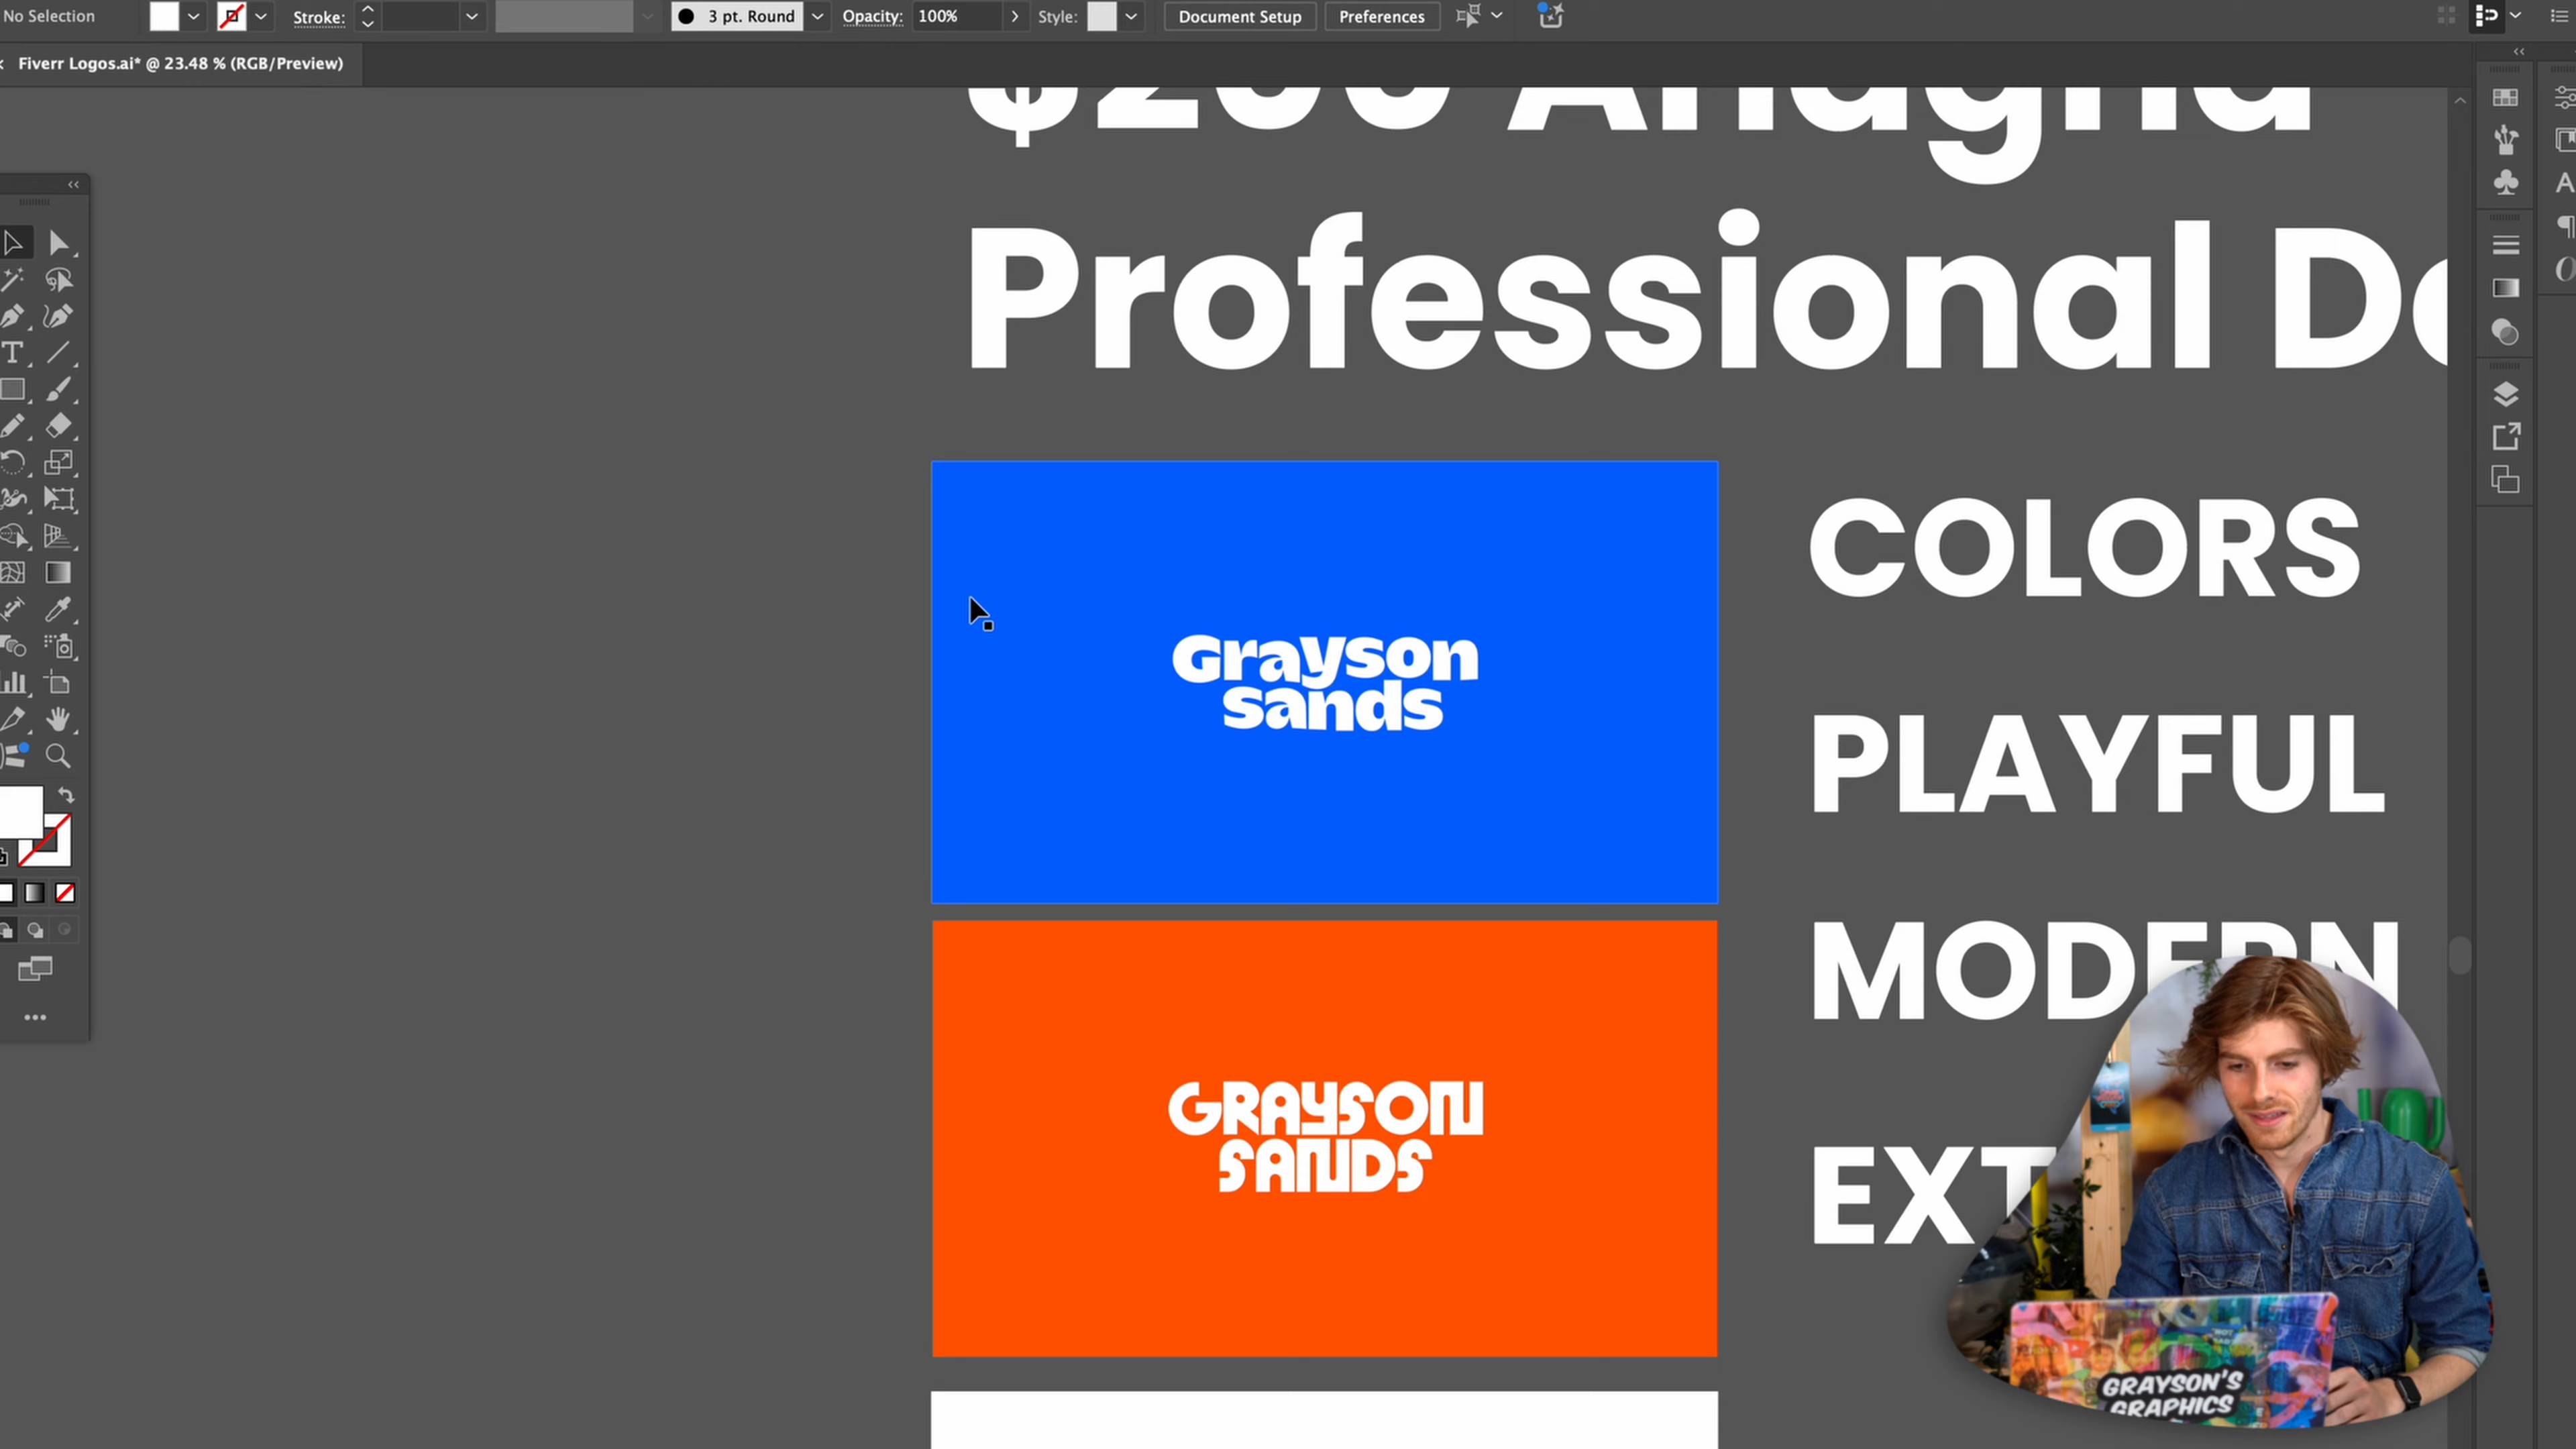 No Selection
Stroke:
3 pt. Round
Opacity:
100%
Style:
Document Setup
Preferences
Fiverr Logos.ai* @ 23.48 % (RGB/Preview)
Professional
COLORS
PLAYFUL
MODERN
Grayson
sands
GRAYSON
SANDS
GRAYSON'S
GRAPHICS